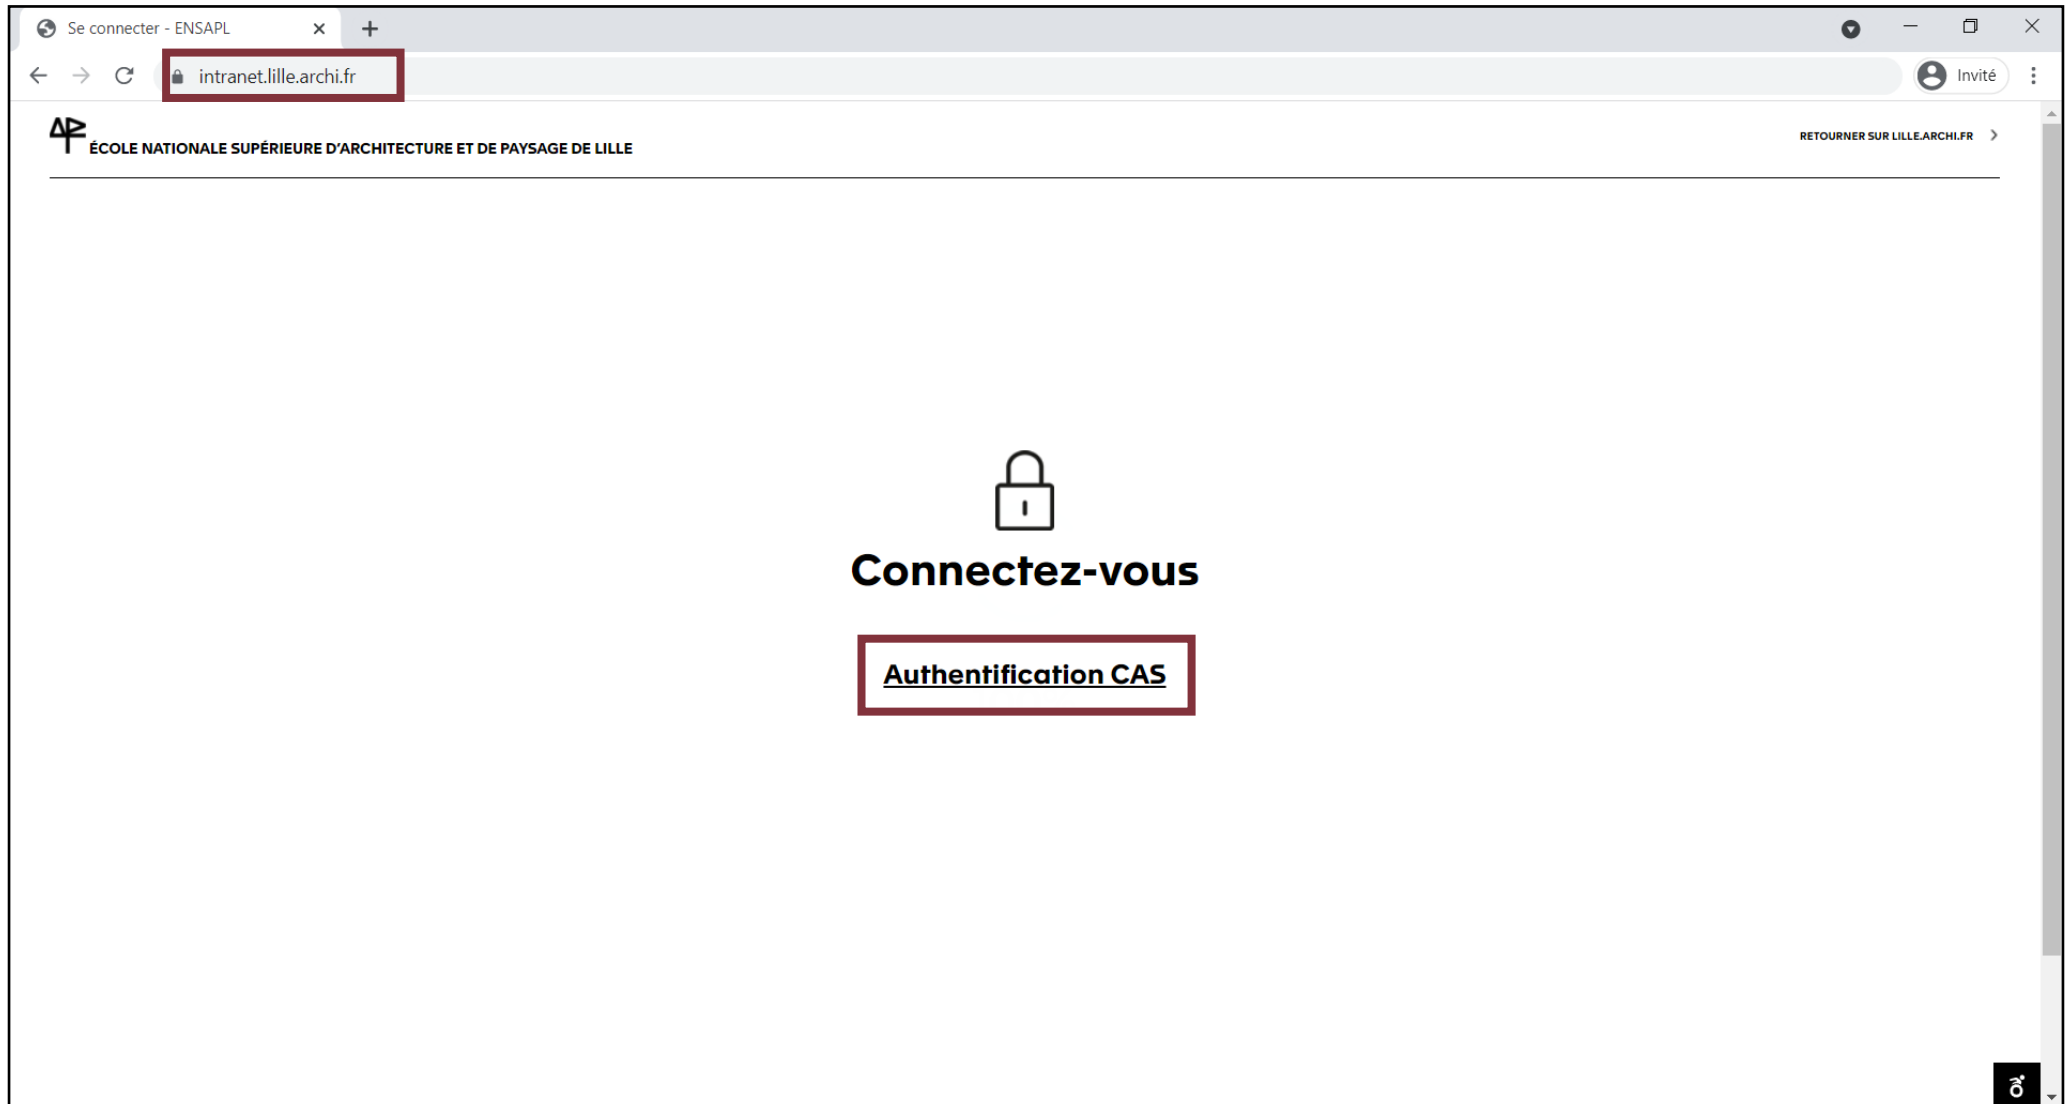 Se connecter - ENSAPL
intranet.lille.archi.fr
Invité
ÉCOLE NATIONALE SUPÉRIEURE D'ARCHITECTURE ET DE PAYSAGE DE LILLE
RETOURNER SUR LILLE.ARCHI.FR
Connectez-vous
Authentification CAS